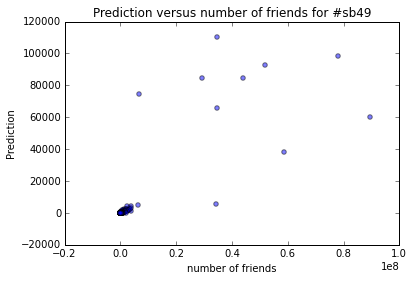 Prediction versus number of friends for #sb49
120000
100000
80000
60000
40000
20000
0
−20000
Prediction
−0.2 0.0 0.2 0.4 0.6 0.8 1.0
1e8
number of friends